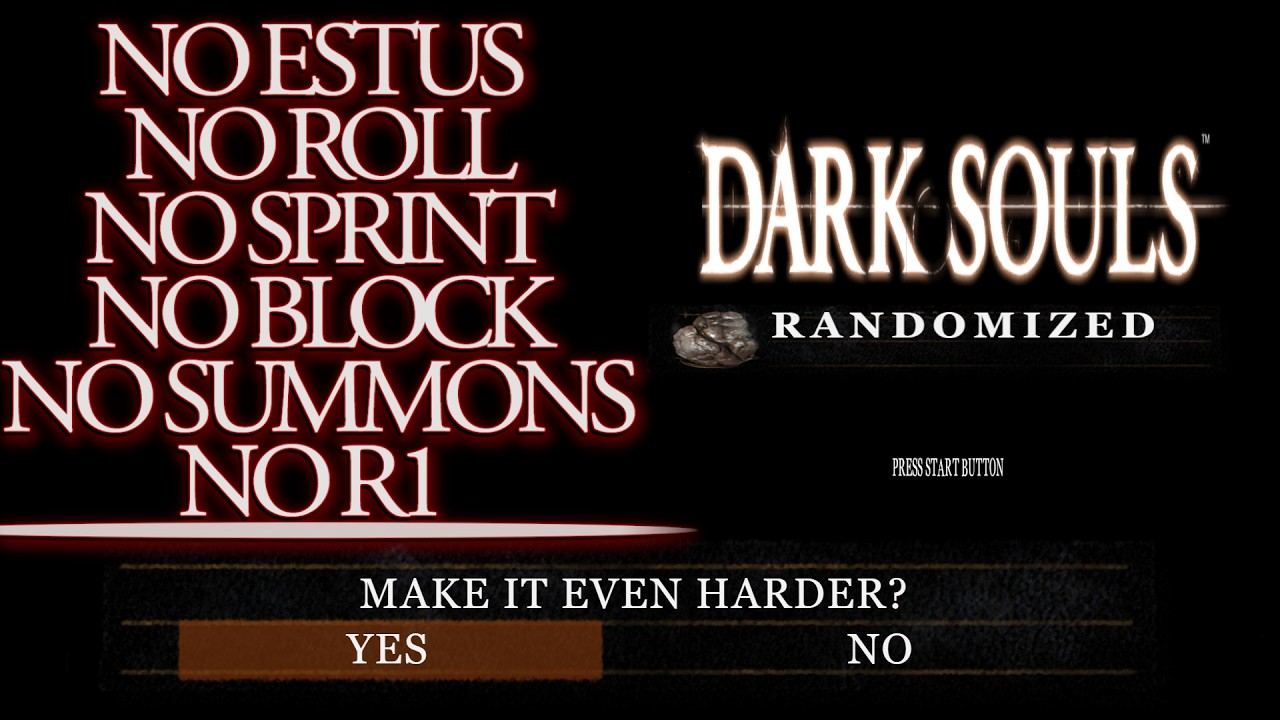 NO ESTUS
NO ROLL
NO SPRINT
NO BLOCK
NO SUMMONS
NO R1
DARK SOULS™
RANDOMIZED
PRESS START BUTTON
MAKE IT EVEN HARDER?
YES NO